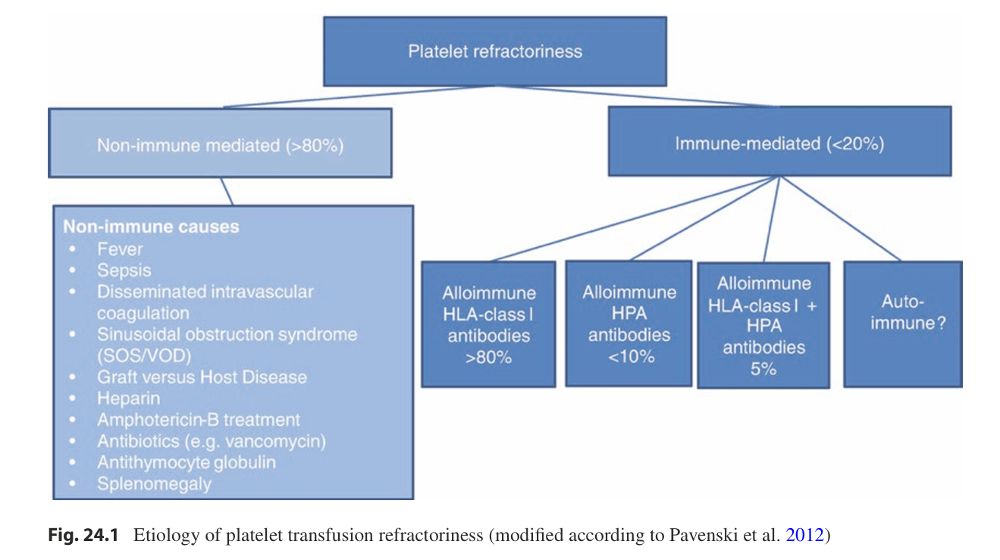 Platelet refractoriness
Non-immune mediated (>80%)
Immune-mediated (<20%)
Non-immune causes
• Fever
• Sepsis
• Disseminated intravascular
coagulation
• Sinusoidal obstruction syndrome
(SOS/VOD)
• Graft versus Host Disease
• Heparin
• Amphotericin-B treatment
• Antibiotics (e.g. vancomycin)
• Antithymocyte globulin
• Splenomegaly
Alloimmune
HLA-class I
antibodies
>80%
Alloimmune
HPA
antibodies
<10%
Alloimmune
HLA-class I +
HPA
antibodies
5%
Auto-
immune?
Fig. 24.1 Etiology of platelet transfusion refractoriness (modified according to Pavenski et al. 2012)